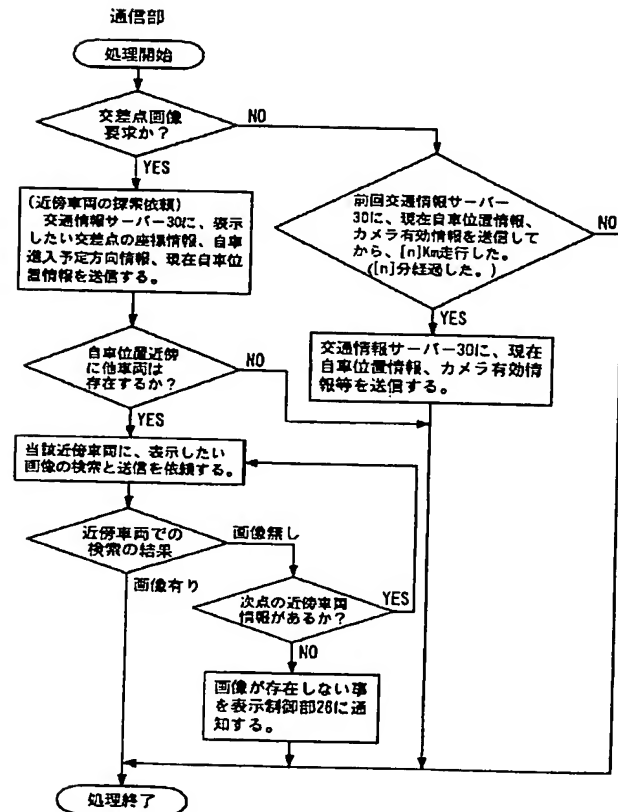 通信部
処理開始
交差点画像
要求か？
NO
YES
(近傍車両の探索依頼)
交通情報サーバー30に、表示
したい交差点の座標情報、自車
進入予定方向情報、現在自車位
置情報を送信する。
前回交通情報サーバー
30に、現在自車位置情報、
カメラ有効情報を送信して
から、[n]Km走行した。
([n]分経過した。)
NO
YES
交通情報サーバー30に、現在
自車位置情報、カメラ有効情
報等を送信する。
自車位置近傍
に他車両は
存在するか？
NO
YES
当該近傍車両に、表示したい
画像の検索と送信を依頼する。
近傍車両での
検索の結果
画像無し
画像有り
次点の近傍車両
情報があるか？
YES
NO
画像が存在しない事
を表示制御部26に通
知する。
処理終了